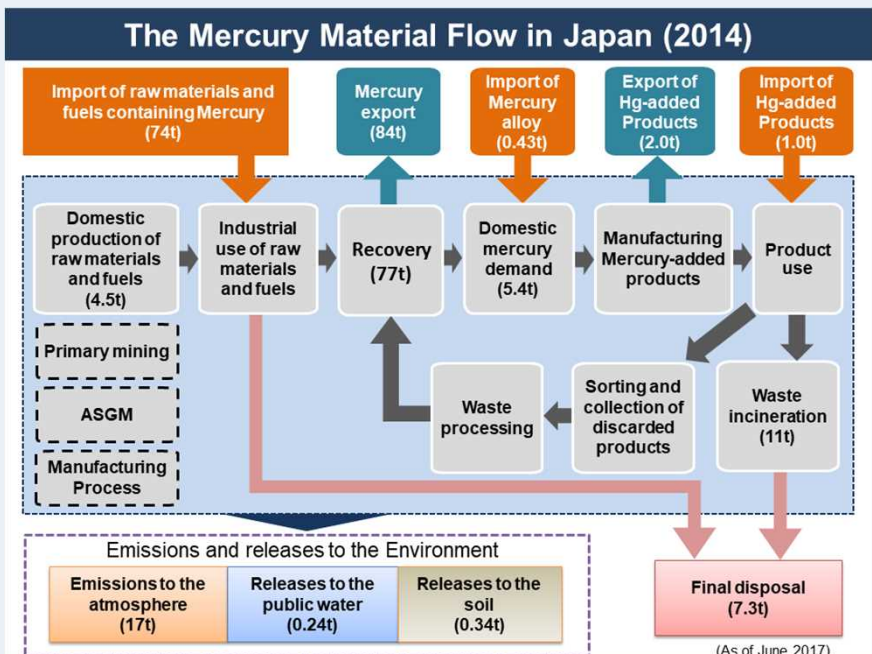 The Mercury Material Flow in Japan (2014)
Import of raw materials and
fuels containing Mercury
(74t)
Mercury
export
(84t)
Import of
Mercury
alloy
(0.43t)
Export of
Hg-added
Products
(2.0t)
Import of
Hg-added
Products
(1.0t)
Domestic
production of
raw materials
and fuels
(4.5t)
Industrial
use of raw
materials
and fuels
Recovery
(77t)
Domestic
mercury
demand
(5.4t)
Manufacturing
Mercury-added
products
Product
use
Primary mining
ASGM
Manufacturing
Process
Waste
processing
Sorting and
collection of
discarded
products
Waste
incineration
(11t)
Emissions and releases to the Environment
Emissions to the
atmosphere
(17t)
Releases to the
public water
(0.24t)
Releases to the
soil
(0.34t)
Final disposal
(7.3t)
(As of June 2017)